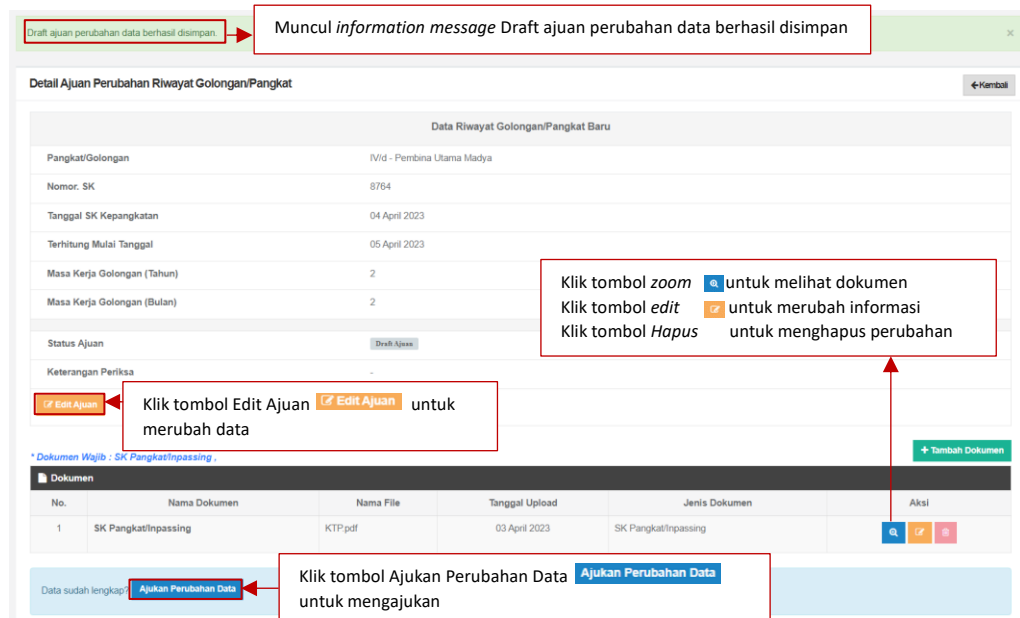 Draft ajuan perubahan data berhasil disimpan.
Muncul information message Draft ajuan perubahan data berhasil disimpan
×
Detail Ajuan Perubahan Riwayat Golongan/Pangkat
Kembali
Data Riwayat Golongan/Pangkat Baru
Pangkat/Golongan IV/d - Pembina Utama Madya
Nomor. SK 8764
Tanggal SK Kepangkatan 04 April 2023
Terhitung Mulai Tanggal 05 April 2023
Masa Kerja Golongan (Tahun) 2
Masa Kerja Golongan (Bulan) 2
Klik tombol zoom untuk melihat dokumen
Klik tombol edit untuk merubah informasi
Klik tombol Hapus untuk menghapus perubahan
Status Ajuan Draft Ajuan
Keterangan Periksa -
Edit Ajuan
Klik tombol Edit Ajuan Edit Ajuan untuk
merubah data
* Dokumen Wajib : SK Pangkat/Inpassing ,
+ Tambah Dokumen
Dokumen
No. Nama Dokumen Nama File Tanggal Upload Jenis Dokumen Aksi
1 SK Pangkat/Inpassing KTP.pdf 03 April 2023 SK Pangkat/Inpassing
Data sudah lengkap? Ajukan Perubahan Data
Klik tombol Ajukan Perubahan Data Ajukan Perubahan Data
untuk mengajukan